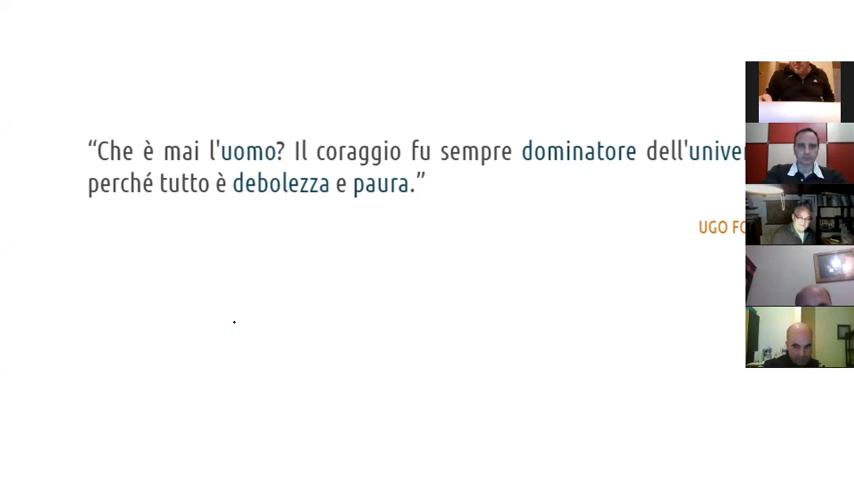 “Che è mai l'uomo? Il coraggio fu sempre dominatore dell'univer
perché tutto è debolezza e paura.”
UGO FO